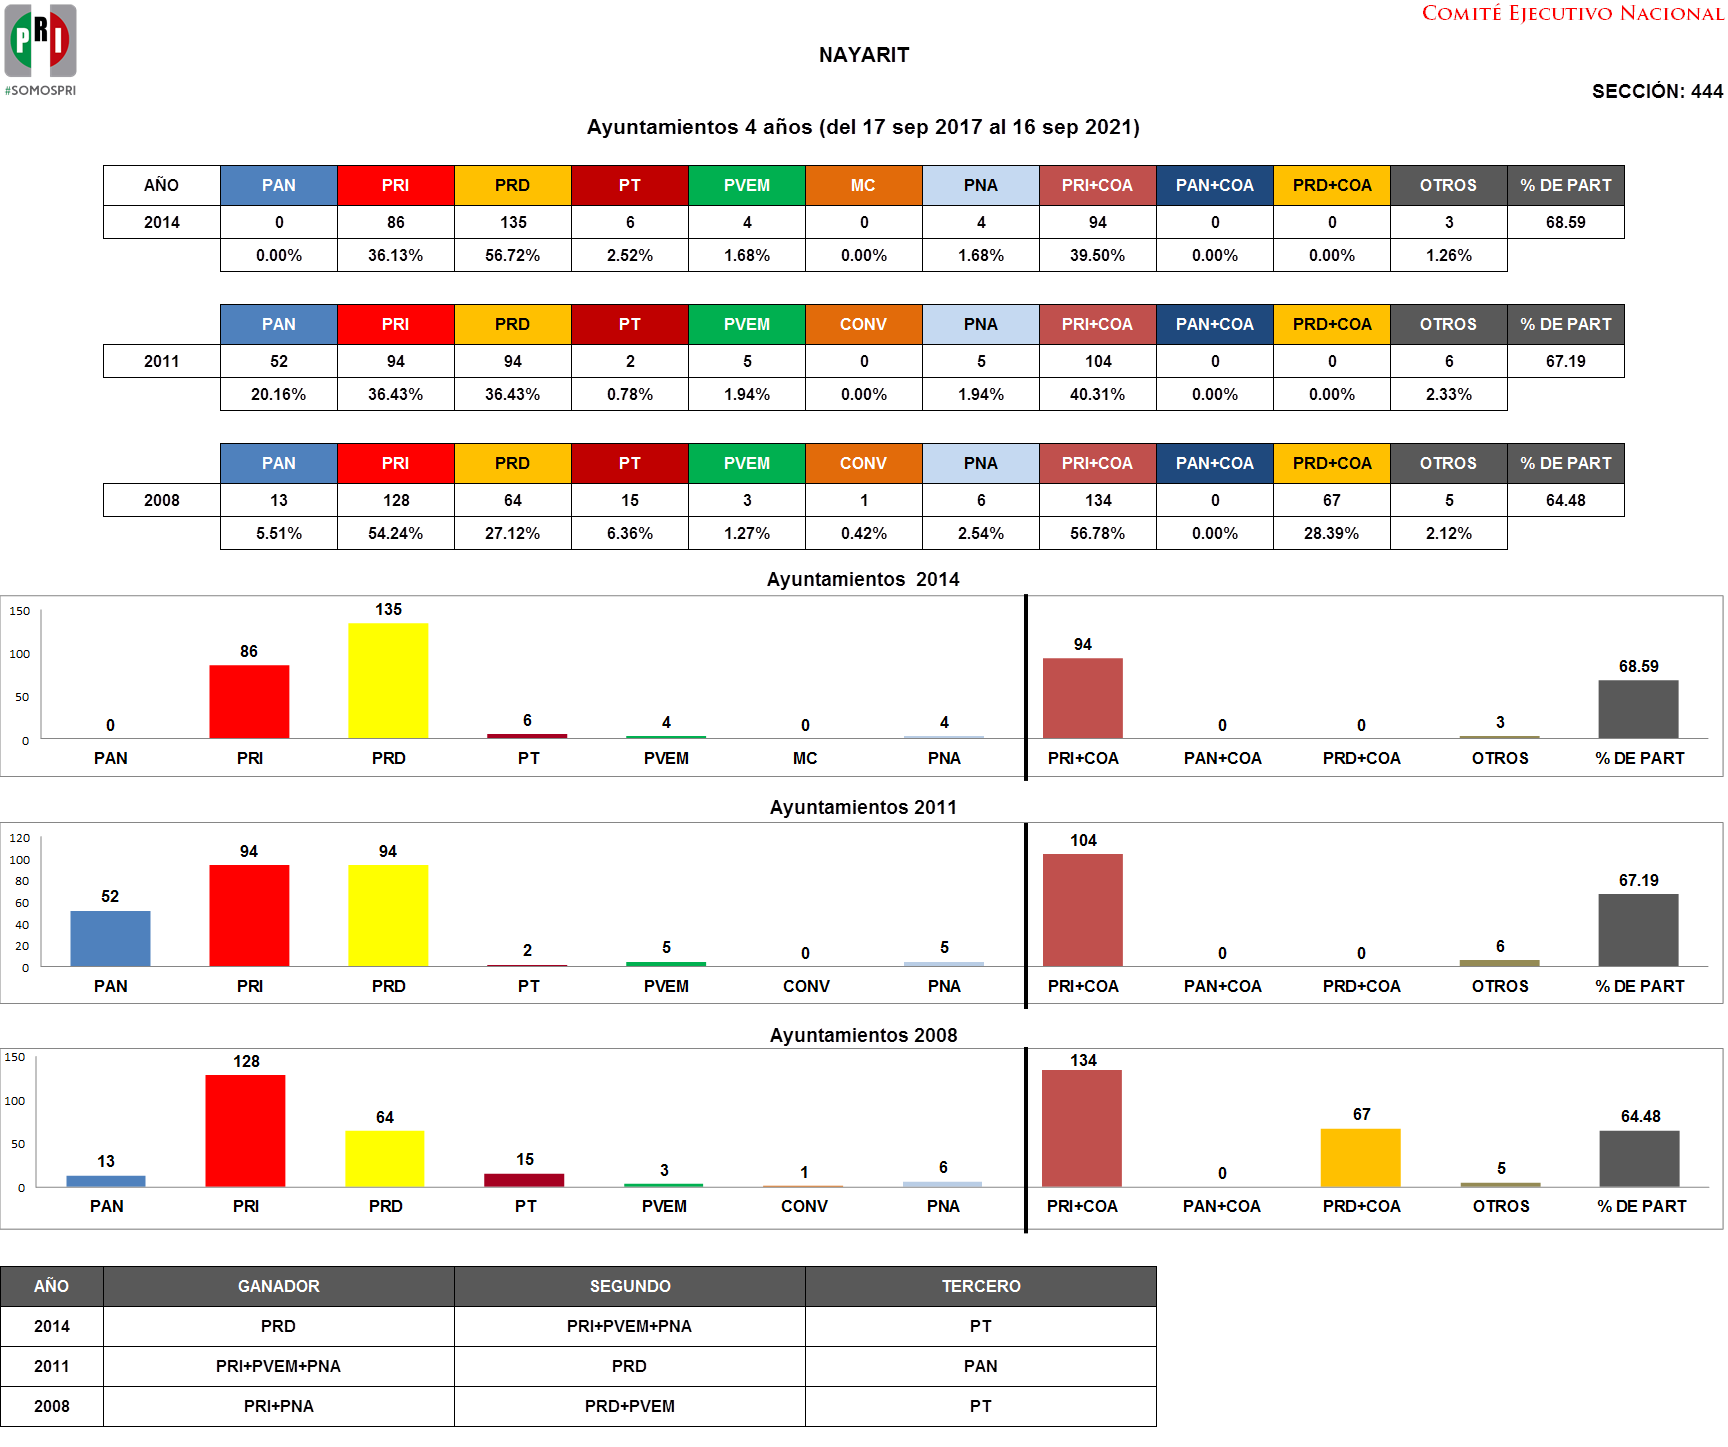 COMITÉ EJECUTIVO NACIONAL
PRI
#SOMOSPRI
NAYARIT
SECCIÓN: 444
Ayuntamientos 4 años (del 17 sep 2017 al 16 sep 2021)
AÑO PAN PRI PRD PT PVEM MC PNA PRI+COA PAN+COA PRD+COA OTROS % DE PART
2014 0 86 135 6 4 0 4 94 0 0 3 68.59
0.00% 36.13% 56.72% 2.52% 1.68% 0.00% 1.68% 39.50% 0.00% 0.00% 1.26%
PAN PRI PRD PT PVEM CONV PNA PRI+COA PAN+COA PRD+COA OTROS % DE PART
2011 52 94 94 2 5 0 5 104 0 0 6 67.19
20.16% 36.43% 36.43% 0.78% 1.94% 0.00% 1.94% 40.31% 0.00% 0.00% 2.33%
PAN PRI PRD PT PVEM CONV PNA PRI+COA PAN+COA PRD+COA OTROS % DE PART
2008 13 128 64 15 3 1 6 134 0 67 5 64.48
5.51% 54.24% 27.12% 6.36% 1.27% 0.42% 2.54% 56.78% 0.00% 28.39% 2.12%
Ayuntamientos 2014
150
100
50
0
0 86 135 6 4 0 4 94 0 0 3 68.59
PAN PRI PRD PT PVEM MC PNA PRI+COA PAN+COA PRD+COA OTROS % DE PART
Ayuntamientos 2011
120
100
80
60
40
20
0
52 94 94 2 5 0 5 104 0 0 6 67.19
PAN PRI PRD PT PVEM CONV PNA PRI+COA PAN+COA PRD+COA OTROS % DE PART
Ayuntamientos 2008
150
100
50
0
13 128 64 15 3 1 6 134 0 67 5 64.48
PAN PRI PRD PT PVEM CONV PNA PRI+COA PAN+COA PRD+COA OTROS % DE PART
AÑO GANADOR SEGUNDO TERCERO
2014 PRD PRI+PVEM+PNA PT
2011 PRI+PVEM+PNA PRD PAN
2008 PRI+PNA PRD+PVEM PT